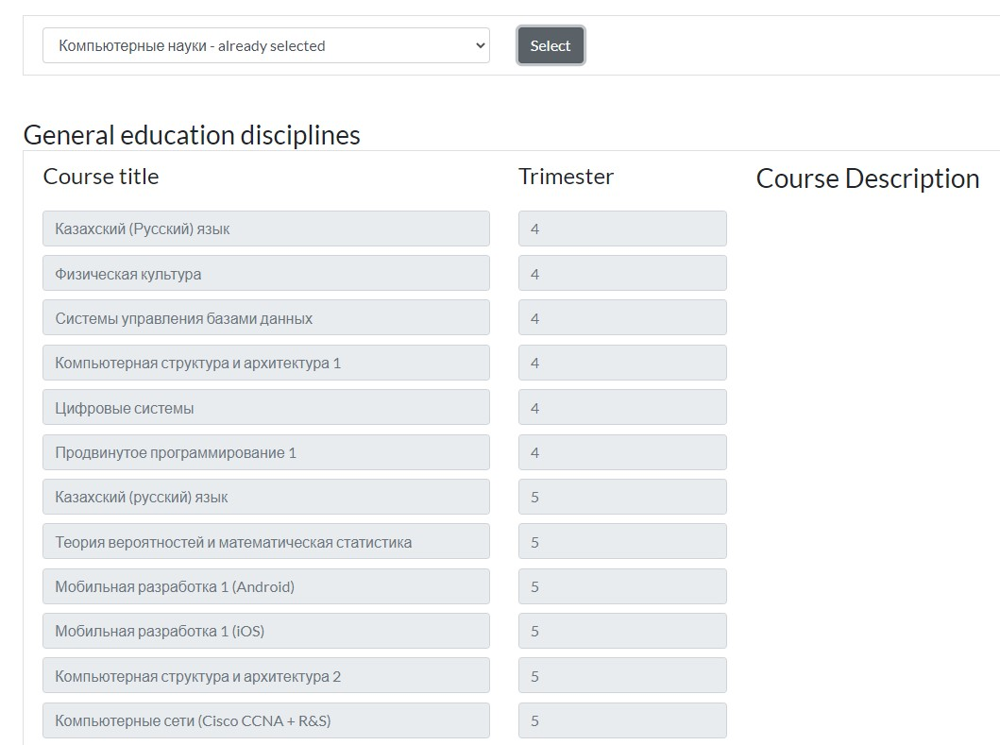 Компьютерные науки - already selected
Select
General education disciplines
Course title
Trimester
Course Description
Казахский (Русский) язык
4
Физическая культура
4
Системы управления базами данных
4
Компьютерная структура и архитектура 1
4
Цифровые системы
4
Продвинутое программирование 1
4
Казахский (русский) язык
5
Теория вероятностей и математическая статистика
5
Мобильная разработка 1 (Android)
5
Мобильная разработка 1 (iOS)
5
Компьютерная структура и архитектура 2
5
Компьютерные сети (Cisco CCNA + R&S)
5